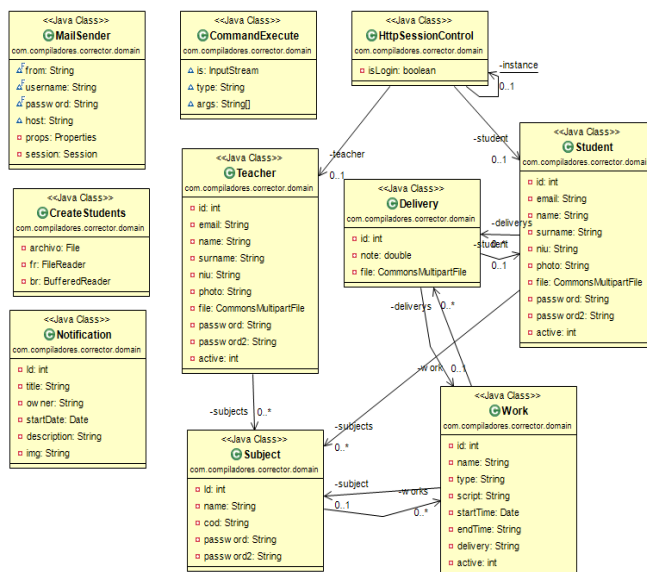 <<Java Class>>
MailSender
com.compiladores.corrector.domain
from: String
username: String
password: String
host: String
props: Properties
session: Session
<<Java Class>>
CommandExecute
com.compiladores.corrector.domain
is: InputStream
type: String
args: String[]
<<Java Class>>
HttpSessionControl
com.compiladores.corrector.domain
isLogin: boolean
-instance
0..1
-teacher
0..1
-student
0..1
<<Java Class>>
CreateStudents
com.compiladores.corrector.domain
archivo: File
fr: FileReader
br: BufferedReader
<<Java Class>>
Teacher
com.compiladores.corrector.domain
id: int
email: String
name: String
surname: String
niu: String
photo: String
file: CommonsMultipartFile
password: String
password2: String
active: int
<<Java Class>>
Delivery
com.compiladores.corrector.domain
id: int
note: double
file: CommonsMultipartFile
-deliverys
0..*
-student
0..1
<<Java Class>>
Student
com.compiladores.corrector.domain
id: int
email: String
name: String
surname: String
niu: String
photo: String
file: CommonsMultipartFile
password: String
password2: String
active: int
<<Java Class>>
Notification
com.compiladores.corrector.domain
Id: int
title: String
owner: String
startDate: Date
description: String
img: String
-deliverys
0..*
-work
0..1
-subjects
0..*
-subjects
0..*
<<Java Class>>
Subject
com.compiladores.corrector.domain
Id: int
name: String
cod: String
password: String
password2: String
-subject
0..1
-works
0..*
<<Java Class>>
Work
com.compiladores.corrector.domain
id: int
name: String
type: String
script: String
startTime: Date
endTime: String
delivery: String
active: int